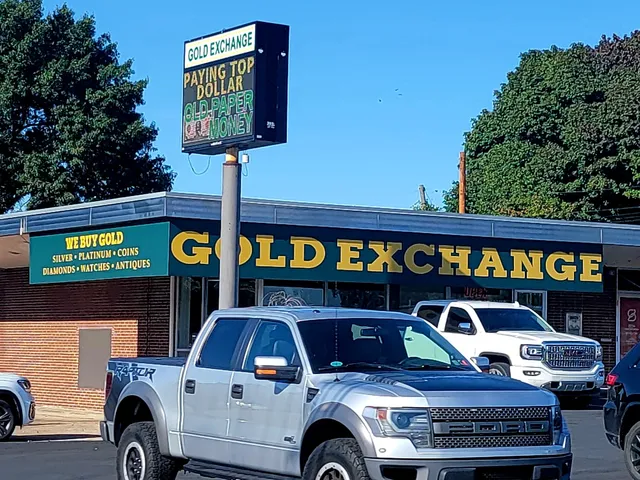 GOLD EXCHANGE
PAYING TOP
DOLLAR
OLD PAPER
MONEY
WE BUY GOLD
SILVER • PLATINUM • COINS
DIAMONDS • WATCHES • ANTIQUES
GOLD EXCHANGE
RAPTOR
GMC
FORD